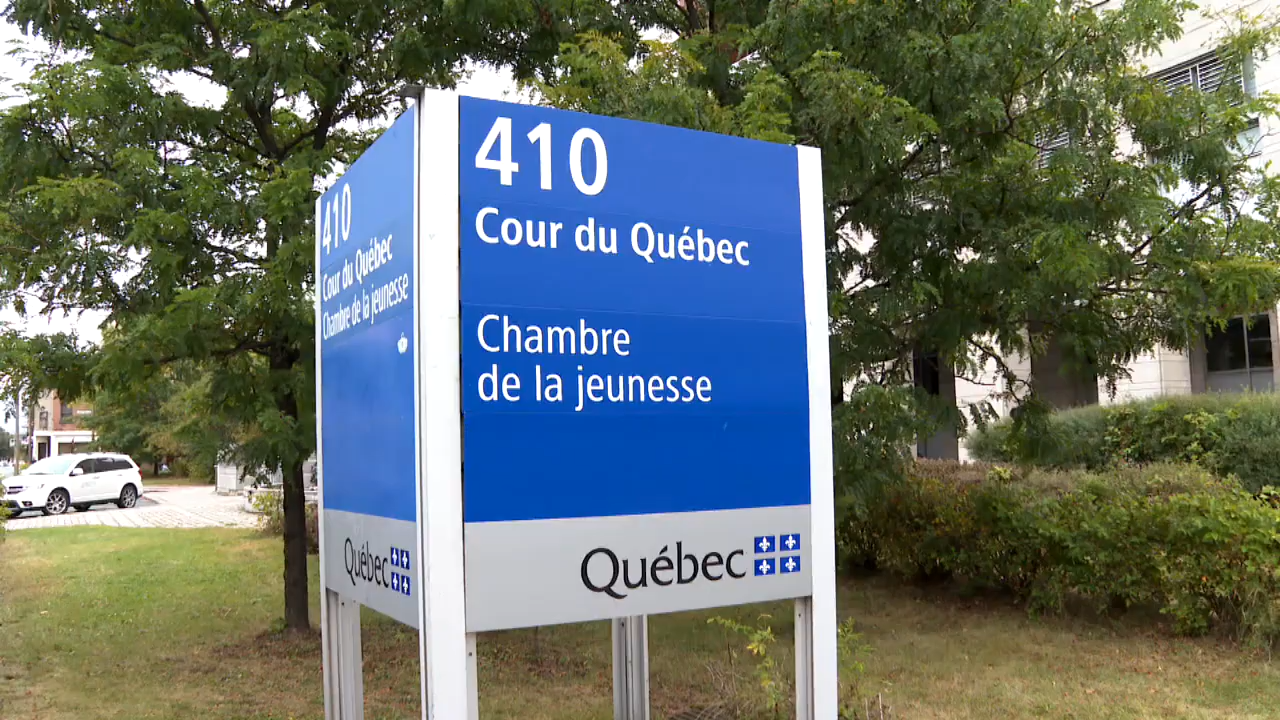 410
Cour du Québec
Chambre de la jeunesse
Québec
410
Cour du Québec
Chambre
de la jeunesse
Québec